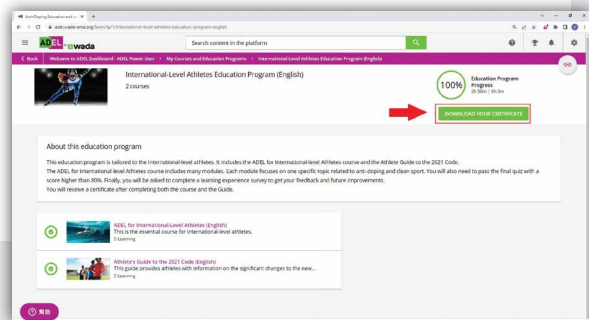 Anti-Doping Education and L
adel.wada-ama.org/learn/lp/5/international-level-athletes-education-program-english
ADEL by wada
Search content in the platform
Back
Welcome to ADEL Dashboard - ADEL Power User > My Courses and Education Programs > International-Level Athletes Education Program (English)
International-Level Athletes Education Program (English)
2 courses
100%
Education Program
Progress
DOWNLOAD YOUR CERTIFICATE
About this education program
This education program is tailored to the international-level athletes. It includes the ADEL for International-level Athletes course and the Athlete Guide to the 2021 Code.
The ADEL for International level Athletes course includes many modules. Each module focuses on one specific topic related to anti-doping and clean sport. You will also need to pass the final quiz with a
score higher than 80%. Finally, you will be asked to complete a learning experience survey to get your feedback and future improvements.
You will receive a certificate after completing both the course and the Guide.
ADEL for International-Level Athletes (English)
This is the essential course for international-level athletes.
E-Learning
Athlete's Guide to the 2021 Code (English)
This guide provides athletes with information on the significant changes to the new...
E-Learning
幫助